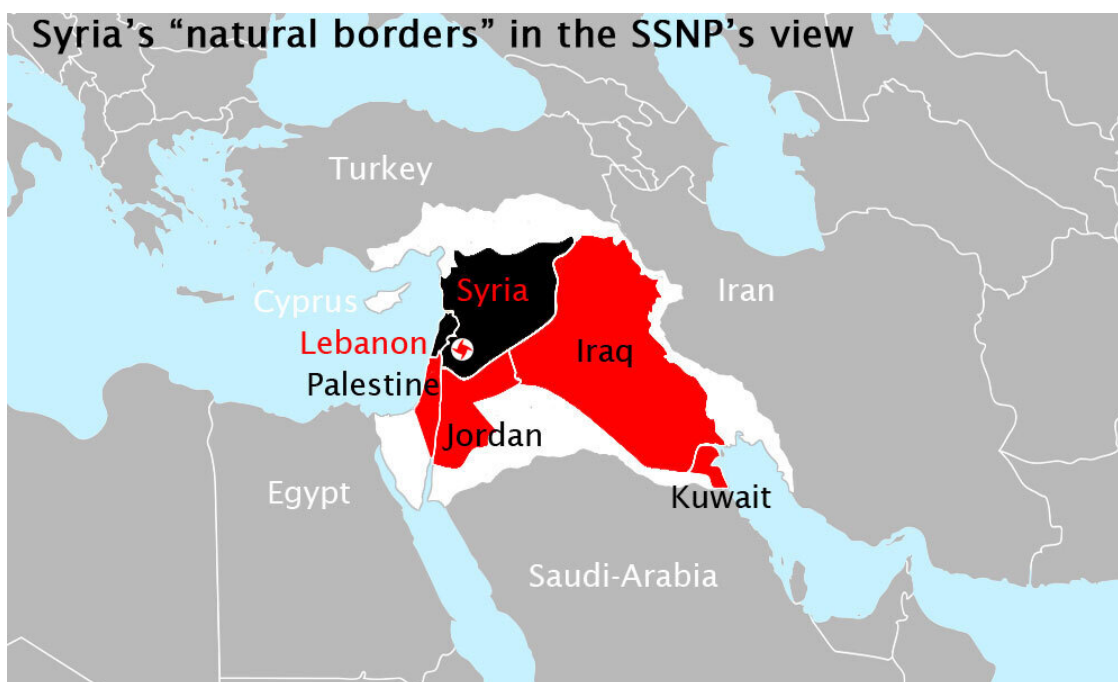 Syria’s “natural borders” in the SSNP’s view
Turkey
Cyprus
Syria
Iran
Lebanon
Iraq
Palestine
Jordan
Egypt
Kuwait
Saudi-Arabia